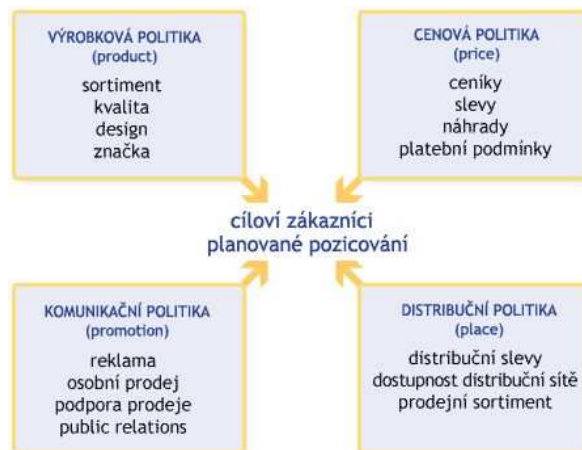 VÝROBKOVÁ POLITIKA
(product)
sortiment
kvalita
design
značka
CENOVÁ POLITIKA
(price)
ceníky
slevy
náhrady
platební podmínky
cíloví zákazníci
planované pozicování
KOMUNIKAČNÍ POLITIKA
(promotion)
reklama
osobní prodej
podpora prodeje
public relations
DISTRIBUČNÍ POLITIKA
(place)
distribuční slevy
dostupnost distribuční sítě
prodejní sortiment